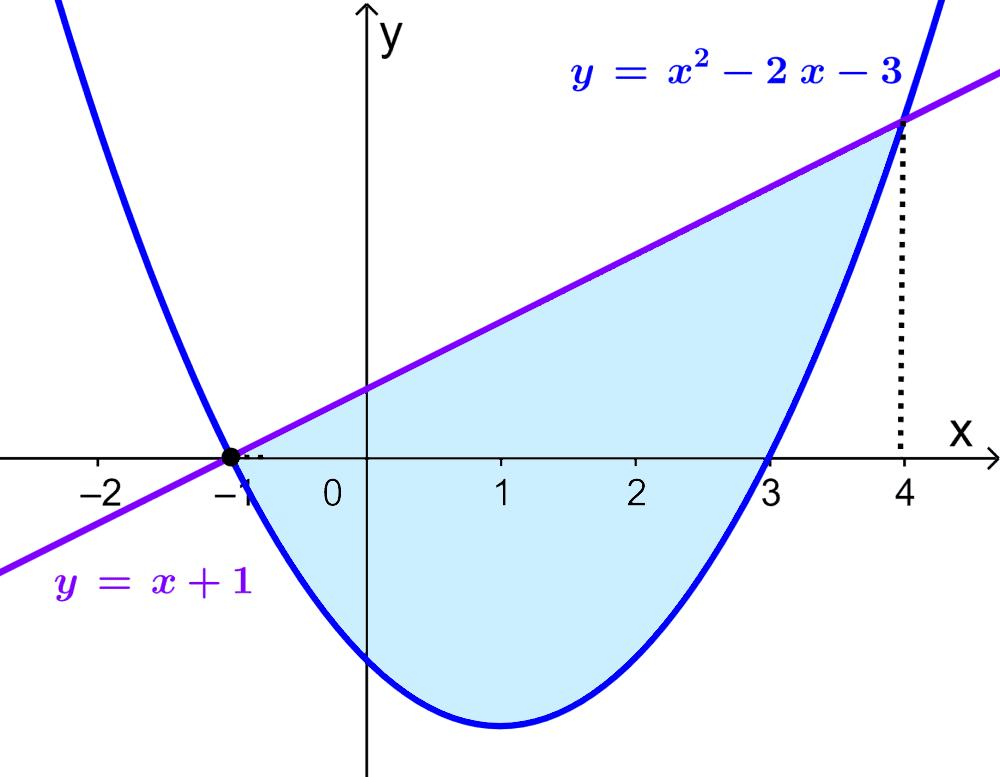 y
y = x² − 2 x − 3
x
−2 −1 0 1 2 3 4
y = x + 1